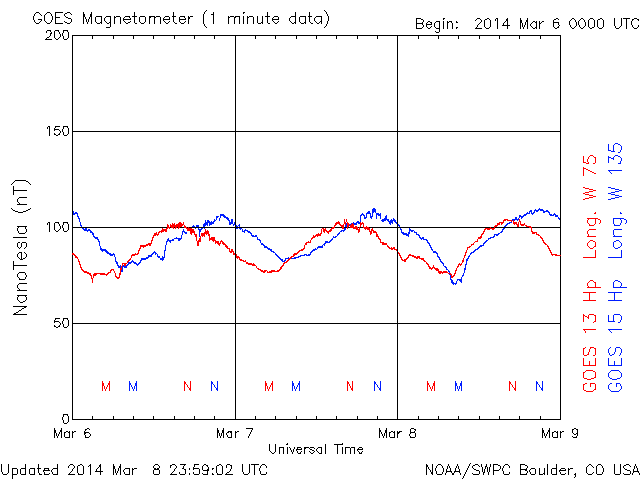 GOES Magnetometer (1 minute data)
Begin: 2014 Mar 6 0000 UTC
200
150
100
50
0
NanoTesla (nT)
M M N N M M N N M M N N
Mar 6 Mar 7 Mar 8 Mar 9
Universal Time
GOES 13 Hp Long. W 75
GOES 15 Hp Long. W 135
Updated 2014 Mar 8 23:59:02 UTC
NOAA/SWPC Boulder, CO USA